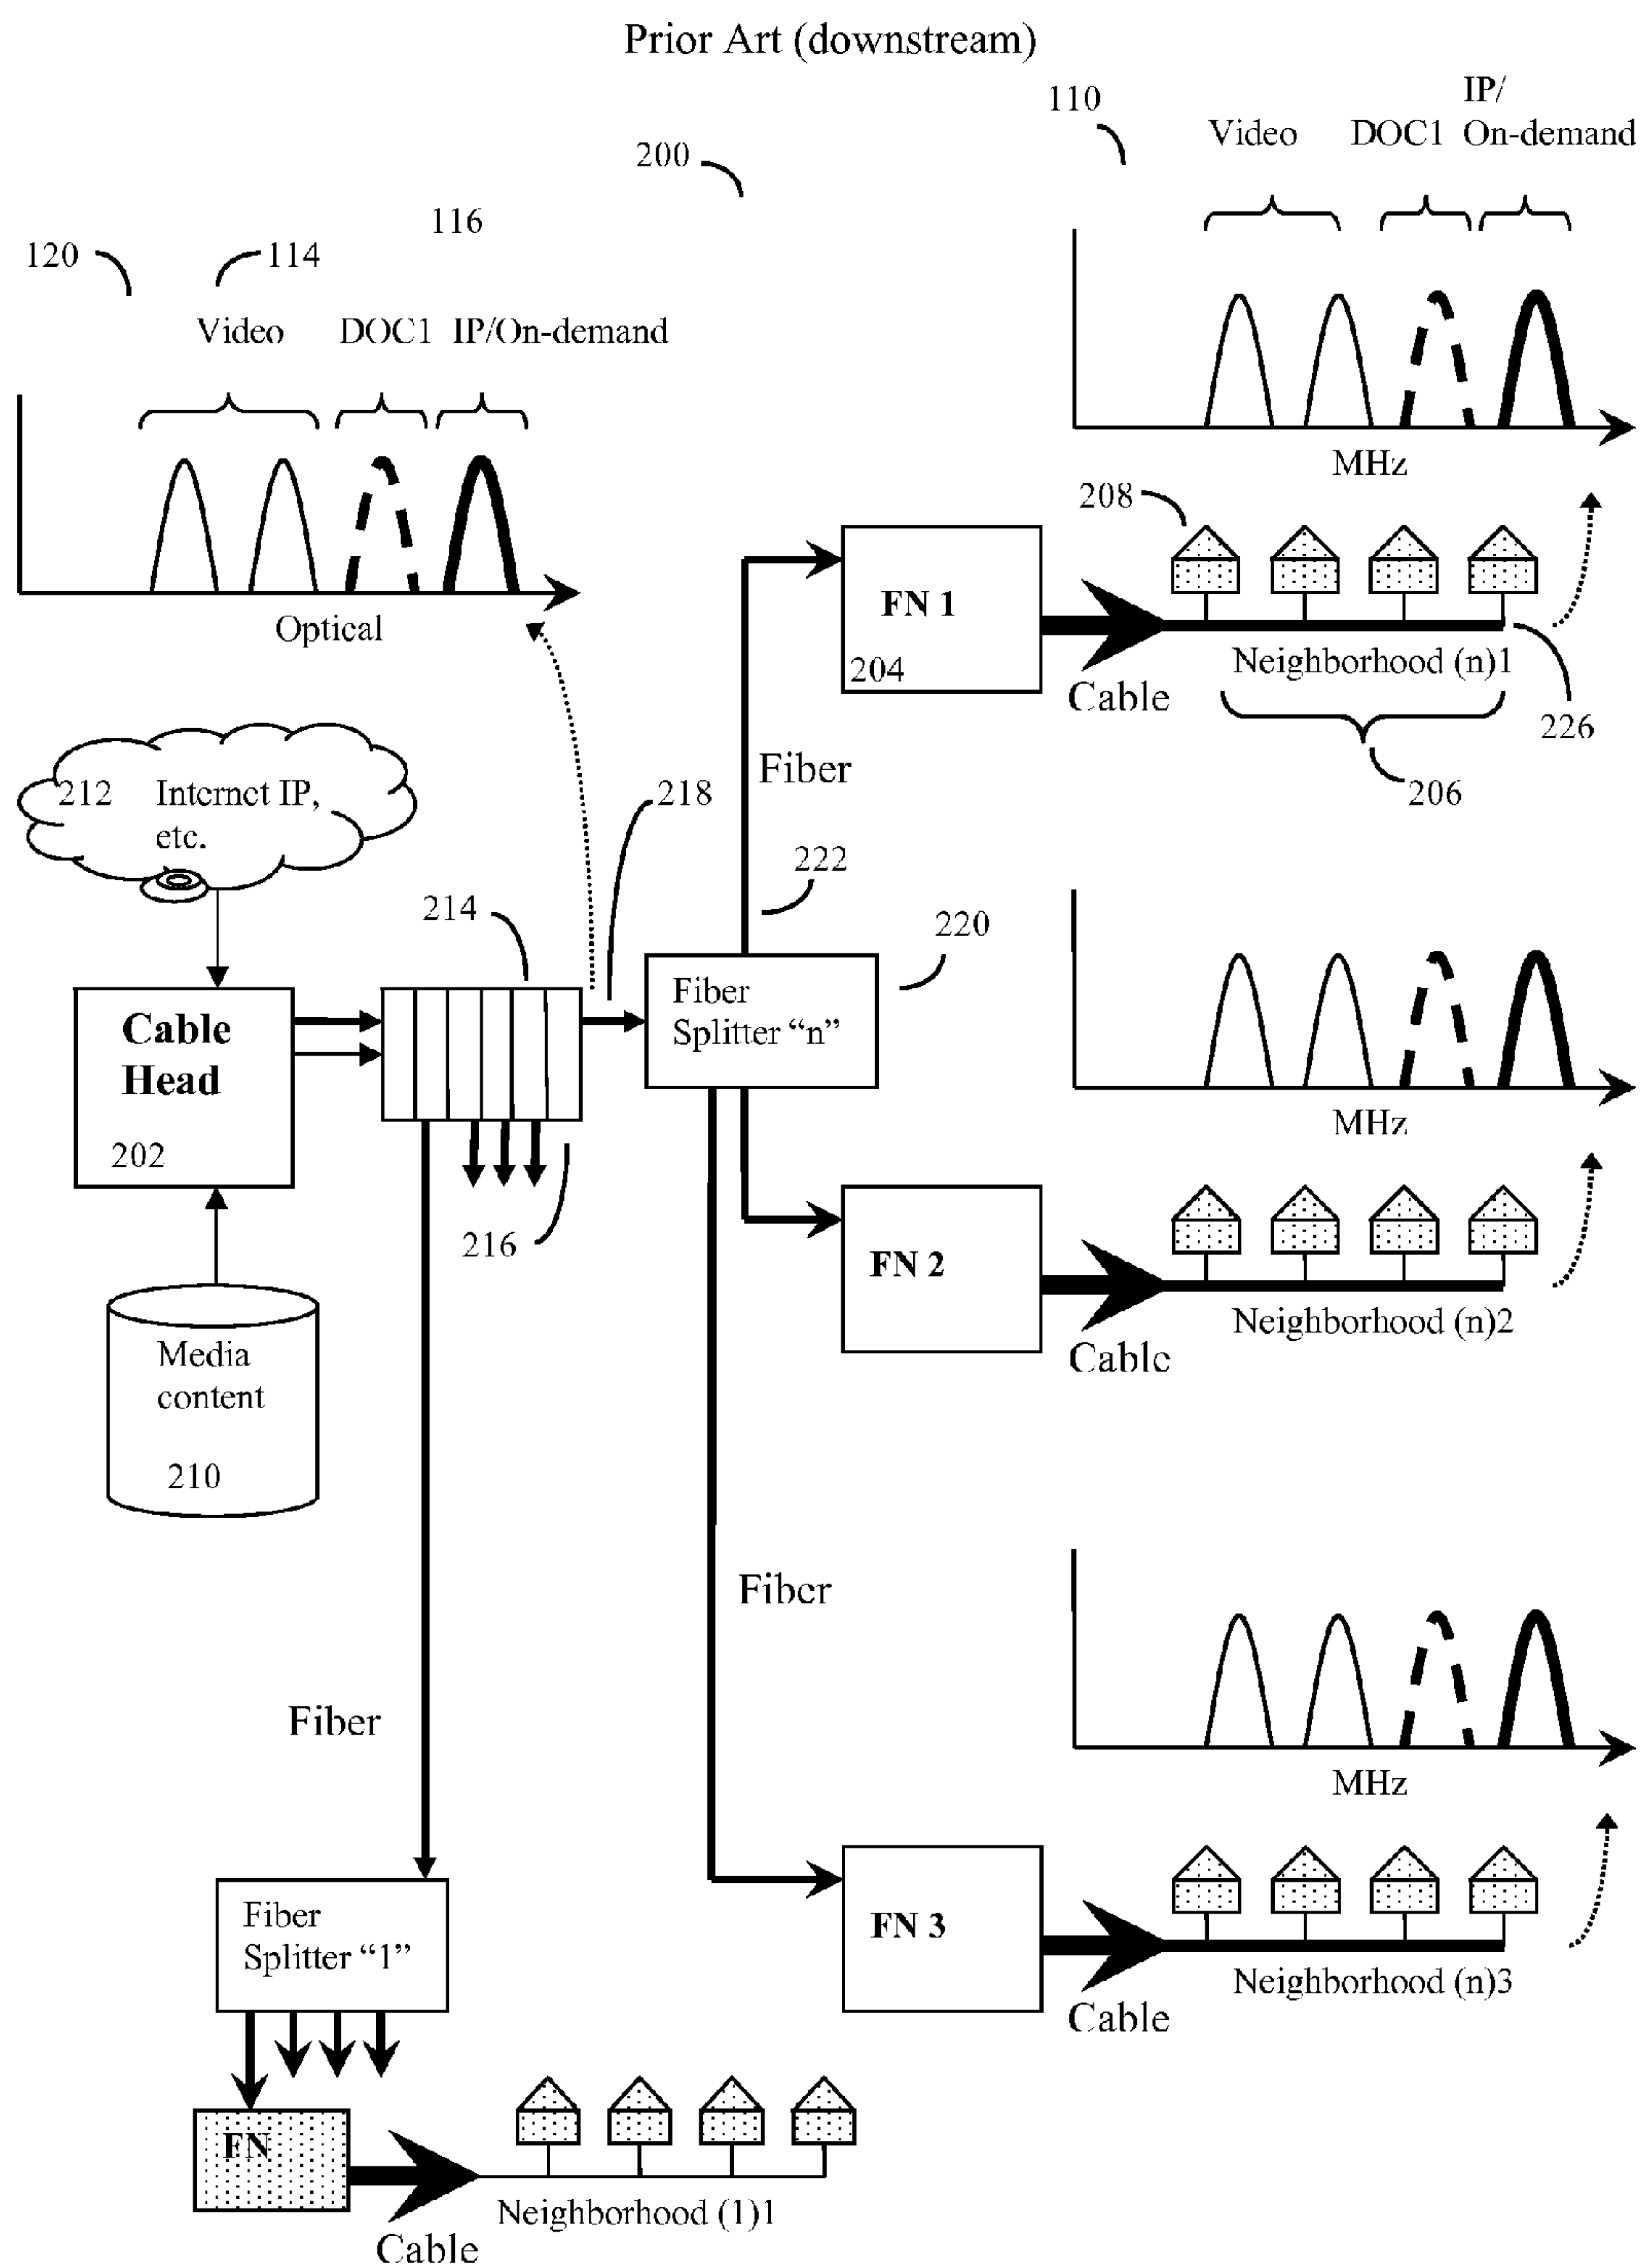 Prior Art (downstream)
110
IP/
Video DOC1 On-demand
200
116
120
114
Video DOC1 IP/On-demand
MHz
208
Optical
FN 1
204
Neighborhood (n)1
Cable
226
Fiber
206
212 Internet IP,
etc.
218
222
214
220
Fiber
Splitter “n”
Cable
Head
202
MHz
216
FN 2
Neighborhood (n)2
Cable
Media
content
210
Fiber
Fiber
MHz
Fiber
Splitter “1”
FN 3
Neighborhood (n)3
Cable
FN
Neighborhood (1)1
Cable